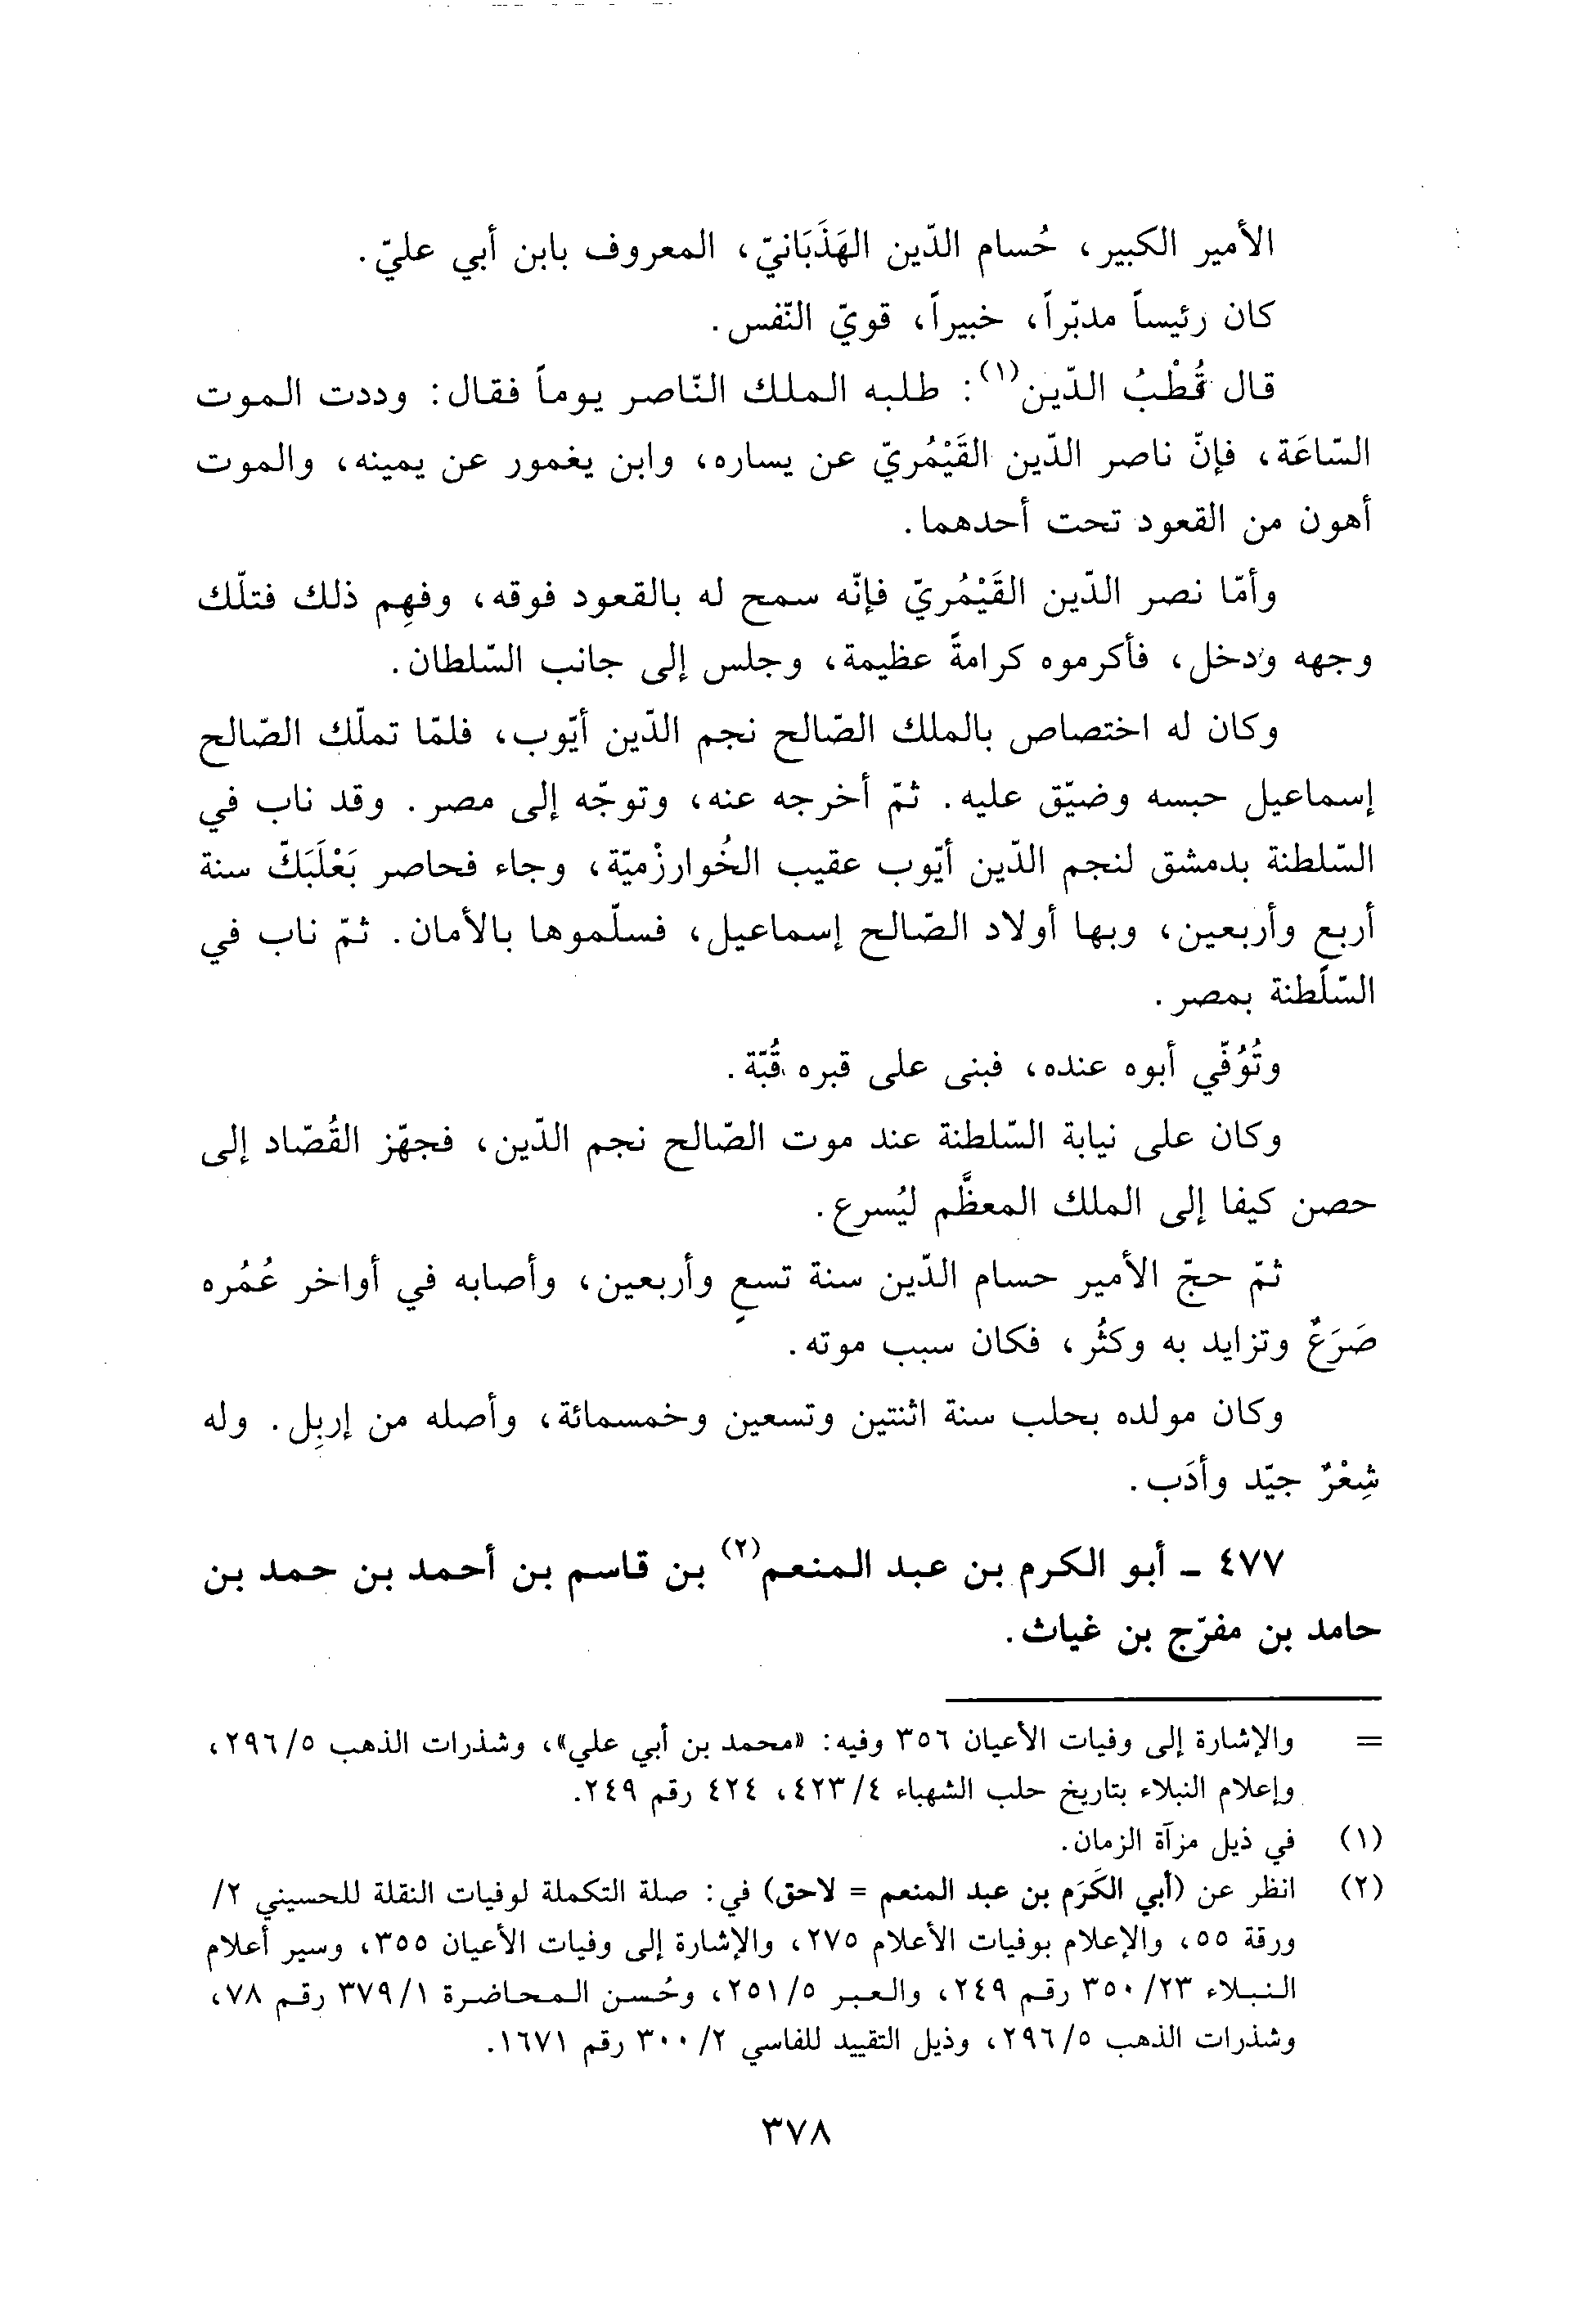 الأمير الكبير، حُسام الدّين الهَذَبَانيّ، المعروف بابن أبي عليّ.
كان رئيساً مدبّراً، خبيراً، قويّ النّفس.
قال قُطْبُ الدّين(١): طلبه الملك النّاصر يوماً فقال: وددت الموت
السّاعَة، فإنّ ناصر الدّين القَيْمُريّ عن يساره، وابن يغمور عن يمينه، والموت
أهون من القعود تحت أحدهما.
وأمّا نصر الدّين القَيْمُريّ فإنّه سمح له بالقعود فوقه، وفهِم ذلك فتلّك
وجهه ودخل، فأكرموه كرامةً عظيمة، وجلس إلى جانب السّلطان.
وكان له اختصاص بالملك الصّالح نجم الدّين أيّوب، فلمّا تملّك الصّالح
إسماعيل حبسه وضيّق عليه. ثمّ أخرجه عنه، وتوجّه إلى مصر. وقد ناب في
السّلطنة بدمشق لنجم الدّين أيّوب عقيب الخُوارزْميّة، وجاء فحاصر بَعْلَبَكّ سنة
أربع وأربعين، وبها أولاد الصّالح إسماعيل، فسلّموها بالأمان. ثمّ ناب في
السّلطنة بمصر.
وتُوُفّي أبوه عنده، فبنى على قبره قُبّة.
وكان على نيابة السّلطنة عند موت الصّالح نجم الدّين، فجهّز القُصّاد إلى
حصن كيفا إلى الملك المعظَّم ليُسرع.
ثمّ حجّ الأمير حسام الدّين سنة تسعٍ وأربعين، وأصابه في أواخر عُمُره
صَرَعٌ وتزايد به وكثُر، فكان سبب موته.
وكان مولده بحلب سنة اثنتين وتسعين وخمسمائة، وأصله من إربِل. وله
شِعْرٌ جيّد وأدَب.
٤٧٧ - أبو الكرم بن عبد المنعم(٢) بن قاسم بن أحمد بن حمد بن
حامد بن مفرّج بن غياث.
= والإشارة إلى وفيات الأعيان ٣٥٦ وفيه: «محمد بن أبي علي»، وشذرات الذهب ٥/٢٩٦،
وإعلام النبلاء بتاريخ حلب الشهباء ٤/٤٢٣، ٤٢٤ رقم ٢٤٩.
(١) في ذيل مزآة الزمان.
(٢) انظر عن (أبي الكَرَم بن عبد المنعم = لاحق) في: صلة التكملة لوفيات النقلة للحسيني ٢/
ورقة ٥٥، والإعلام بوفيات الأعلام ٢٧٥، والإشارة إلى وفيات الأعيان ٣٥٥، وسير أعلام
النبلاء ٢٣/٣٥٠ رقم ٢٤٩، والعبر ٥/٢٥١، وحُسن المحاضرة ١/٣٧٩ رقم ٧٨،
وشذرات الذهب ٥/٢٩٦، وذيل التقييد للفاسي ٢/٣٠٠ رقم ١٦٧١.
٣٧٨